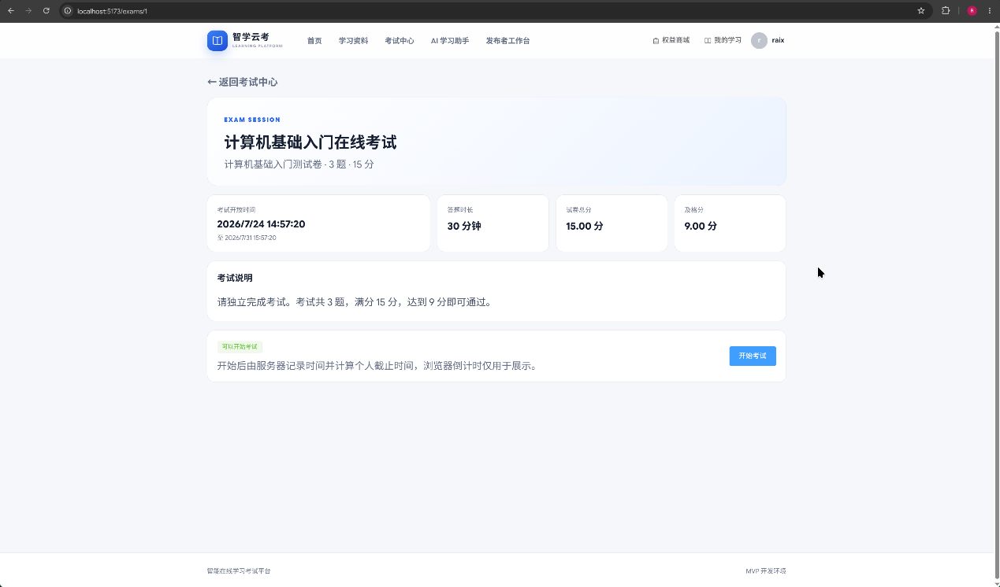 localhost:5173/exams/1
R
智学云考
LEARNING PLATFORM
首页 学习资料 考试中心 AI 学习助手 发布者工作台 权益商城 我的学习 r raix
← 返回考试中心
EXAM SESSION
计算机基础入门在线考试
计算机基础入门测试卷 · 3 题 · 15 分
考试开放时间
2026/7/24 14:57:20
至 2026/7/31 15:57:20
答题时长
30 分钟
试卷总分
15.00 分
及格分
9.00 分
考试说明
请独立完成考试。考试共 3 题，满分 15 分，达到 9 分即可通过。
可以开始考试
开始后由服务器记录时间并计算个人截止时间，浏览器倒计时仅用于展示。
开始考试
智能在线学习考试平台 MVP 开发环境